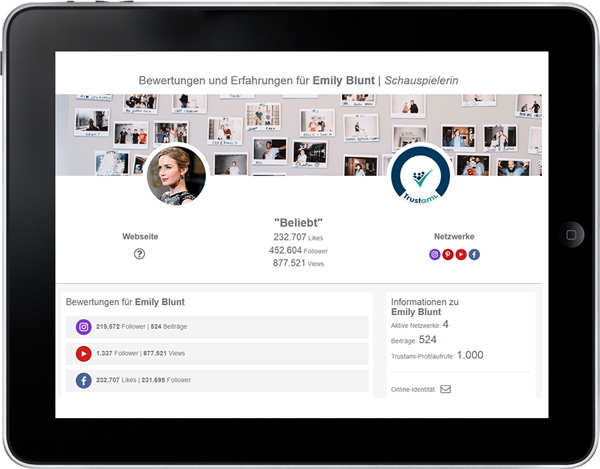 Bewertungen und Erfahrungen für Emily Blunt | Schauspielerin
Trustami.
"Beliebt"
Webseite
232.707 Likes
Netzwerke
452.604 Follower
877.521 Views
Bewertungen für Emily Blunt
219.572 Follower | 524 Beiträge
1.337 Follower | 877.521 Views
232.707 Likes | 231.695 Follower
Informationen zu
Emily Blunt
Aktive Netzwerke: 4
Beiträge: 524
Trustami-Profilaufrufe: 1.000
Online-Identität: